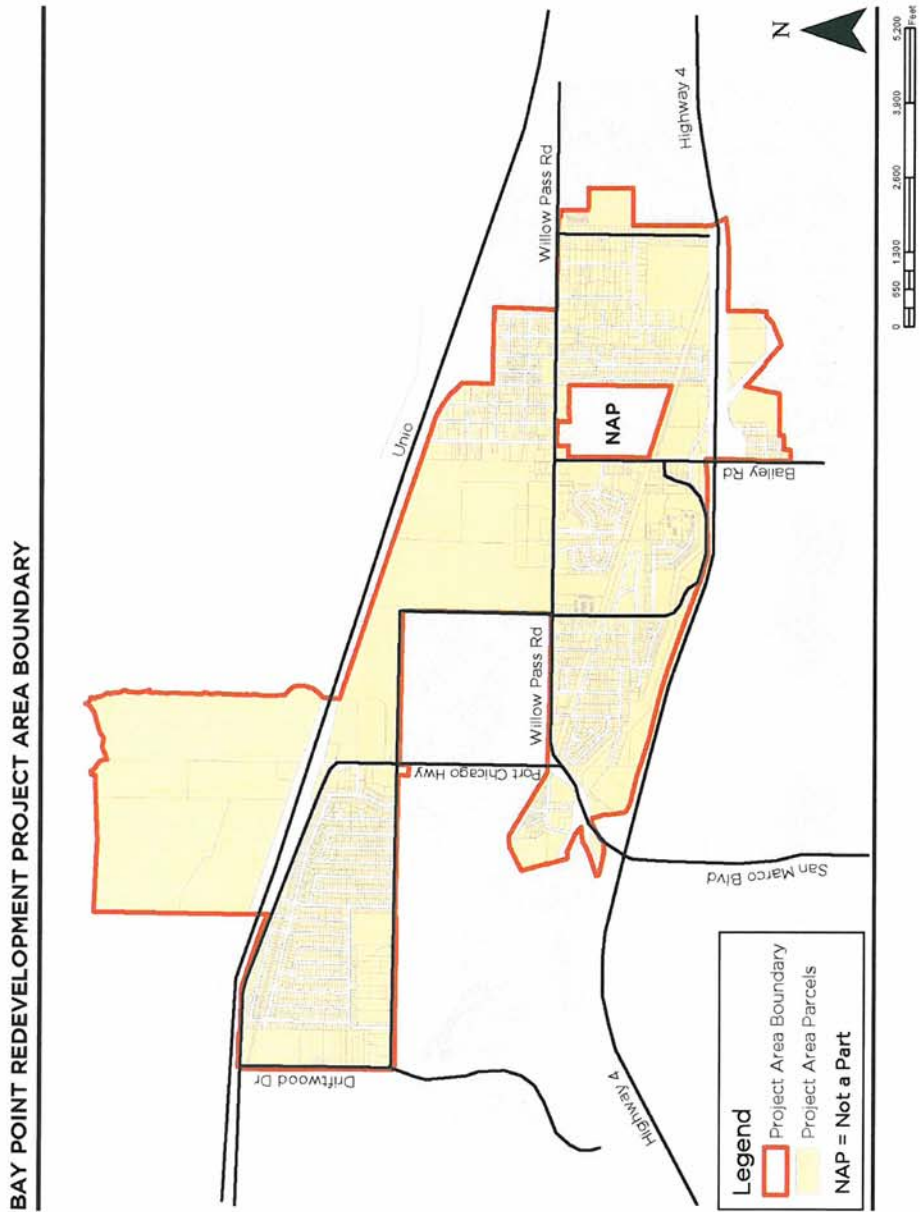 BAY POINT REDEVELOPMENT PROJECT AREA BOUNDARY
Unio
Willow Pass Rd
Highway 4
NAP
Bailey Rd
Willow Pass Rd
Port Chicago Hwy
San Marco Blvd
Driftwood Dr
Highway 4
N
Legend
Project Area Boundary
Project Area Parcels
NAP = Not a Part
0 650 1,300 2,600 3,900 5,200
Feet